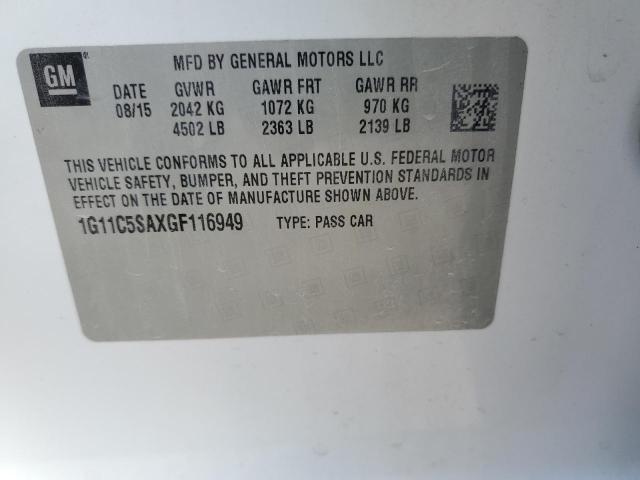 GM
MFD BY GENERAL MOTORS LLC
DATE GVWR GAWR FRT GAWR RR
08/15 2042 KG 1072 KG 970 KG
4502 LB 2363 LB 2139 LB
THIS VEHICLE CONFORMS TO ALL APPLICABLE U.S. FEDERAL MOTOR
VEHICLE SAFETY, BUMPER, AND THEFT PREVENTION STANDARDS IN
EFFECT ON THE DATE OF MANUFACTURE SHOWN ABOVE.
1G11C5SAXGF116949 TYPE: PASS CAR